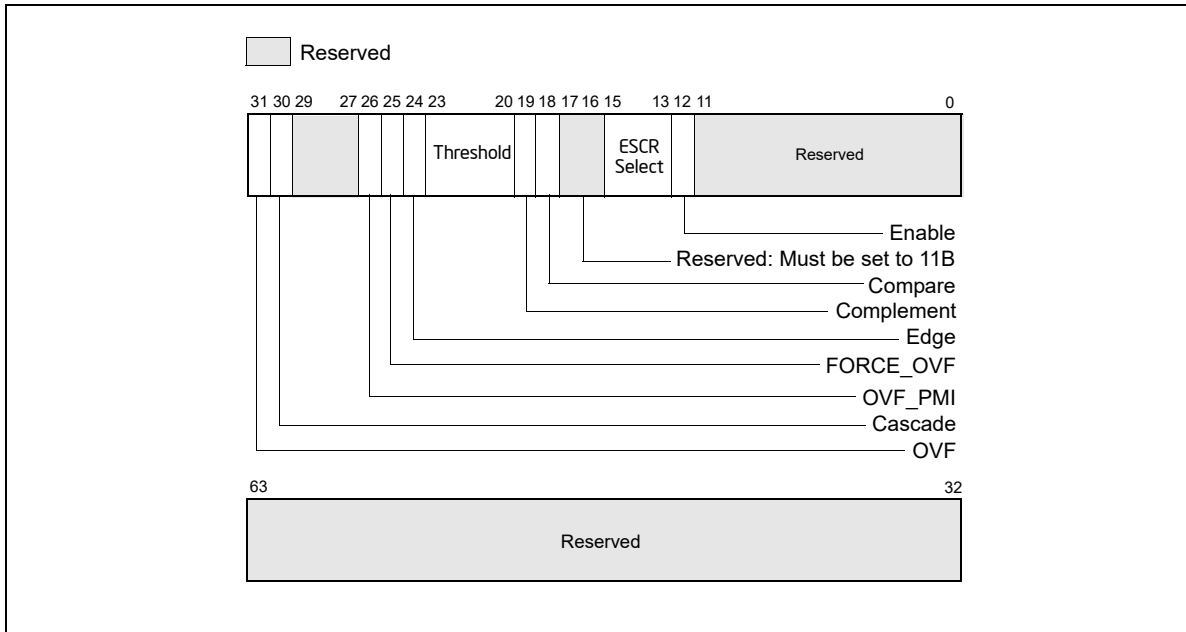 Reserved
31 30 29 27 26 25 24 23 20 19 18 17 16 15 13 12 11 0
Threshold
ESCR
Select
Reserved
Enable
Reserved: Must be set to 11B
Compare
Complement
Edge
FORCE_OVF
OVF_PMI
Cascade
OVF
63 32
Reserved